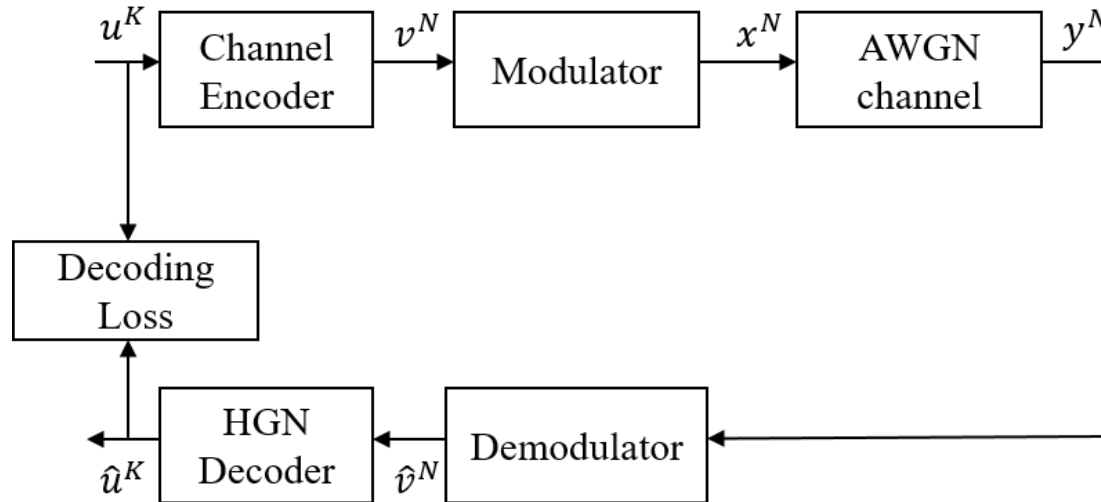 u^K
Channel
Encoder
v^N
Modulator
x^N
AWGN
channel
y^N
Decoding
Loss
û^K
HGN
Decoder
v̂^N
Demodulator